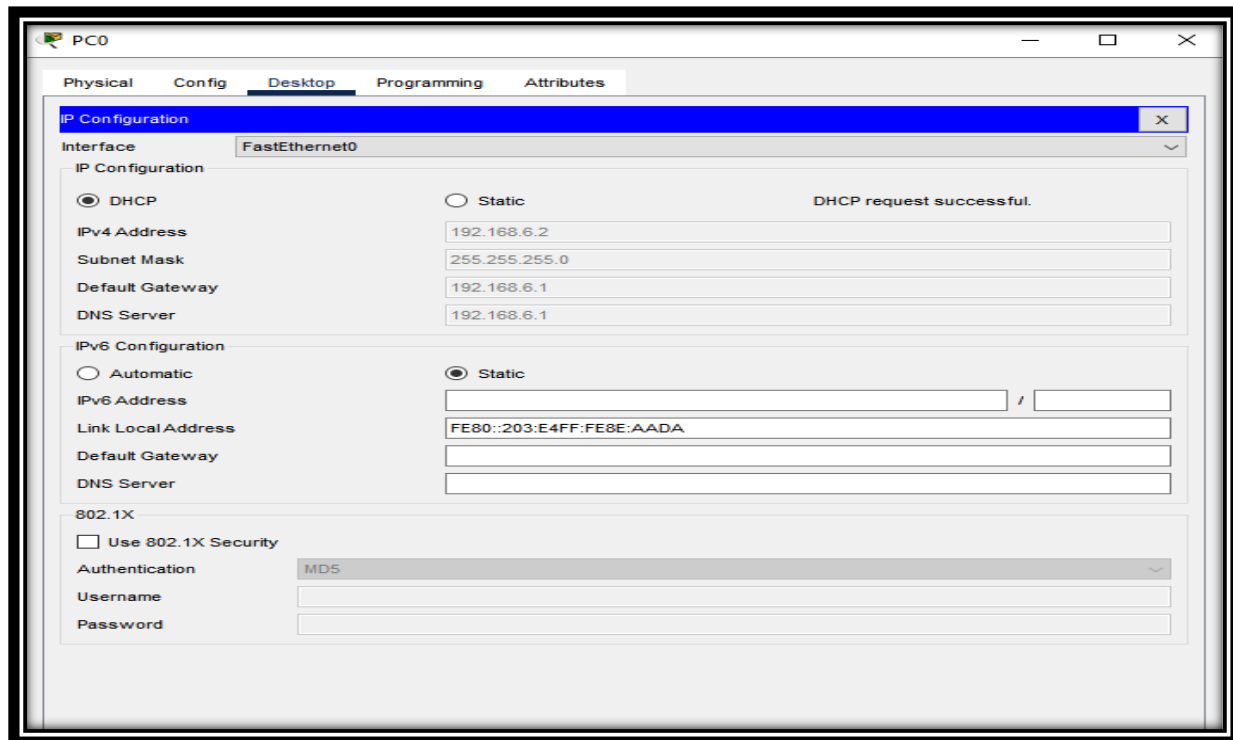 PC0
Physical Config Desktop Programming Attributes
IP Configuration X
Interface FastEthernet0
IP Configuration
DHCP Static DHCP request successful.
IPv4 Address 192.168.6.2
Subnet Mask 255.255.255.0
Default Gateway 192.168.6.1
DNS Server 192.168.6.1
IPv6 Configuration
Automatic Static
IPv6 Address /
Link Local Address FE80::203:E4FF:FE8E:AADA
Default Gateway
DNS Server
802.1X
Use 802.1X Security
Authentication MD5
Username
Password